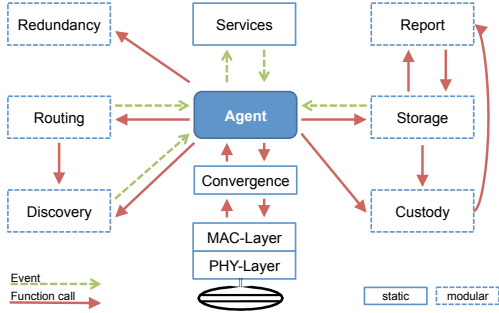 Redundancy
Services
Report
Routing
Agent
Storage
Convergence
Discovery
Custody
MAC-Layer
PHY-Layer
Event
Function call
static
modular